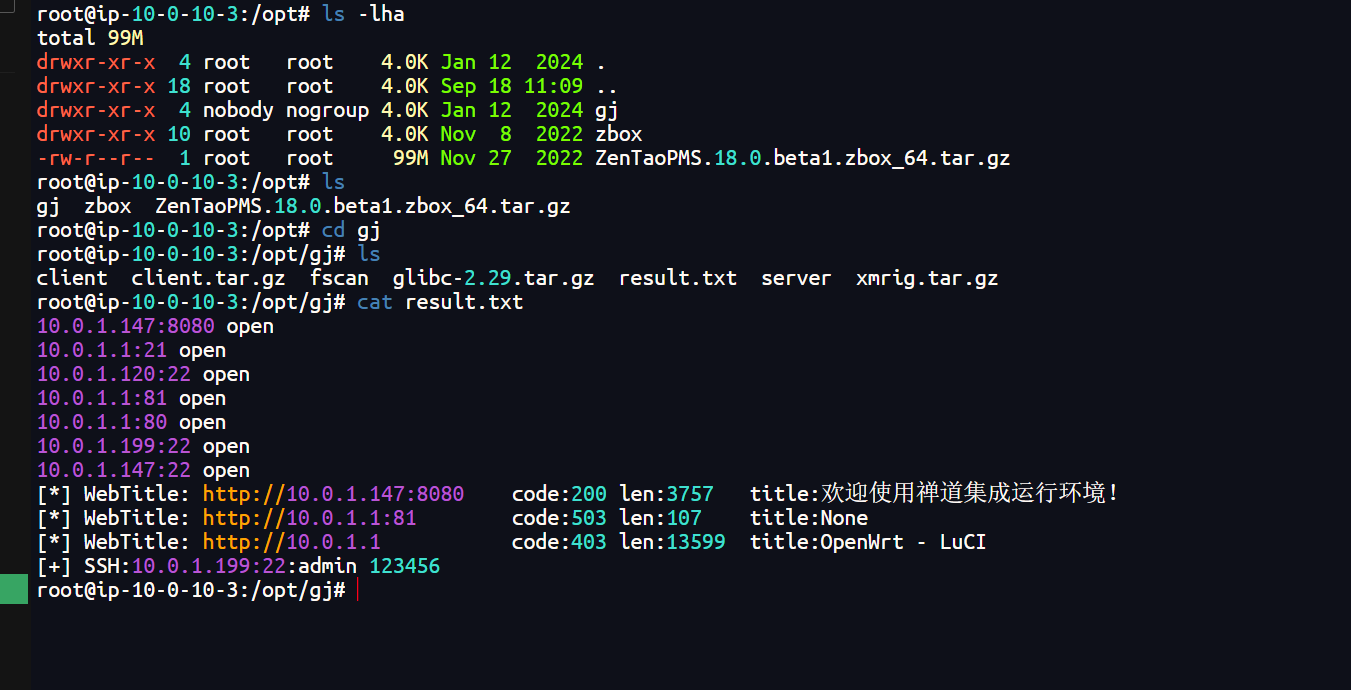 root@ip-10-0-10-3:/opt# ls -lha
total 99M
drwxr-xr-x  4 root   root    4.0K Jan 12  2024 .
drwxr-xr-x 18 root   root    4.0K Sep 18 11:09 ..
drwxr-xr-x  4 nobody nogroup 4.0K Jan 12  2024 gj
drwxr-xr-x 10 root   root    4.0K Nov  8  2022 zbox
-rw-r--r--  1 root   root     99M Nov 27  2022 ZenTaoPMS.18.0.beta1.zbox_64.tar.gz
root@ip-10-0-10-3:/opt# ls
gj  zbox  ZenTaoPMS.18.0.beta1.zbox_64.tar.gz
root@ip-10-0-10-3:/opt# cd gj
root@ip-10-0-10-3:/opt/gj# ls
client  client.tar.gz  fscan  glibc-2.29.tar.gz  result.txt  server  xmrig.tar.gz
root@ip-10-0-10-3:/opt/gj# cat result.txt
10.0.1.147:8080 open
10.0.1.1:21 open
10.0.1.120:22 open
10.0.1.1:81 open
10.0.1.1:80 open
10.0.1.199:22 open
10.0.1.147:22 open
[*] WebTitle: http://10.0.1.147:8080    code:200 len:3757   title:欢迎使用禅道集成运行环境!
[*] WebTitle: http://10.0.1.1:81        code:503 len:107    title:None
[*] WebTitle: http://10.0.1.1           code:403 len:13599  title:OpenWrt - LuCI
[+] SSH:10.0.1.199:22:admin 123456
root@ip-10-0-10-3:/opt/gj#